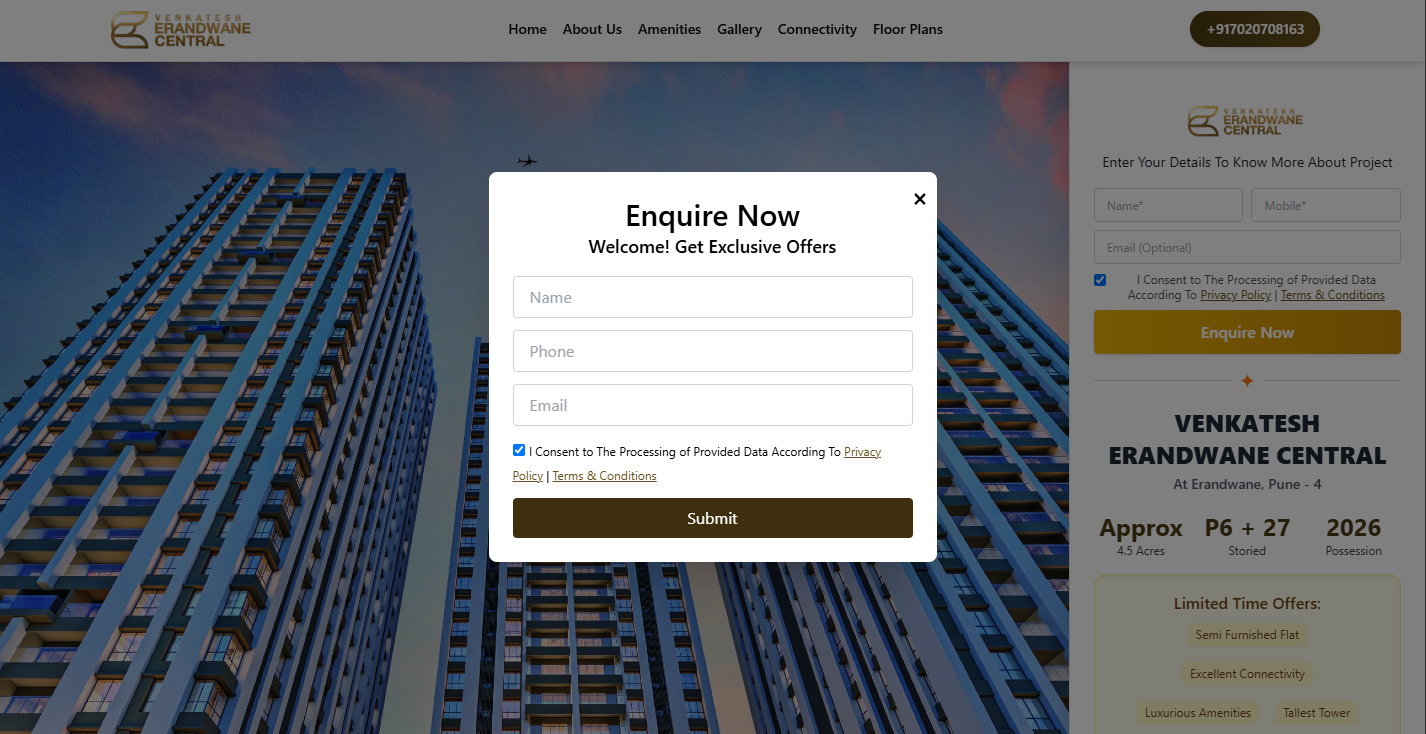 VENKATESH
ERANDWANE
CENTRAL
Home About Us Amenities Gallery Connectivity Floor Plans
+917020708163
Enquire Now
Welcome! Get Exclusive Offers
Name
Phone
Email
I Consent to The Processing of Provided Data According To Privacy
Policy | Terms & Conditions
Submit
VENKATESH
ERANDWANE
CENTRAL
Enter Your Details To Know More About Project
Name* Mobile*
Email (Optional)
I Consent to The Processing of Provided Data
According To Privacy Policy | Terms & Conditions
Enquire Now
VENKATESH
ERANDWANE CENTRAL
At Erandwane, Pune - 4
Approx P6 + 27 2026
4.5 Acres Storied Possession
Limited Time Offers:
Semi Furnished Flat
Excellent Connectivity
Luxurious Amenities Tallest Tower